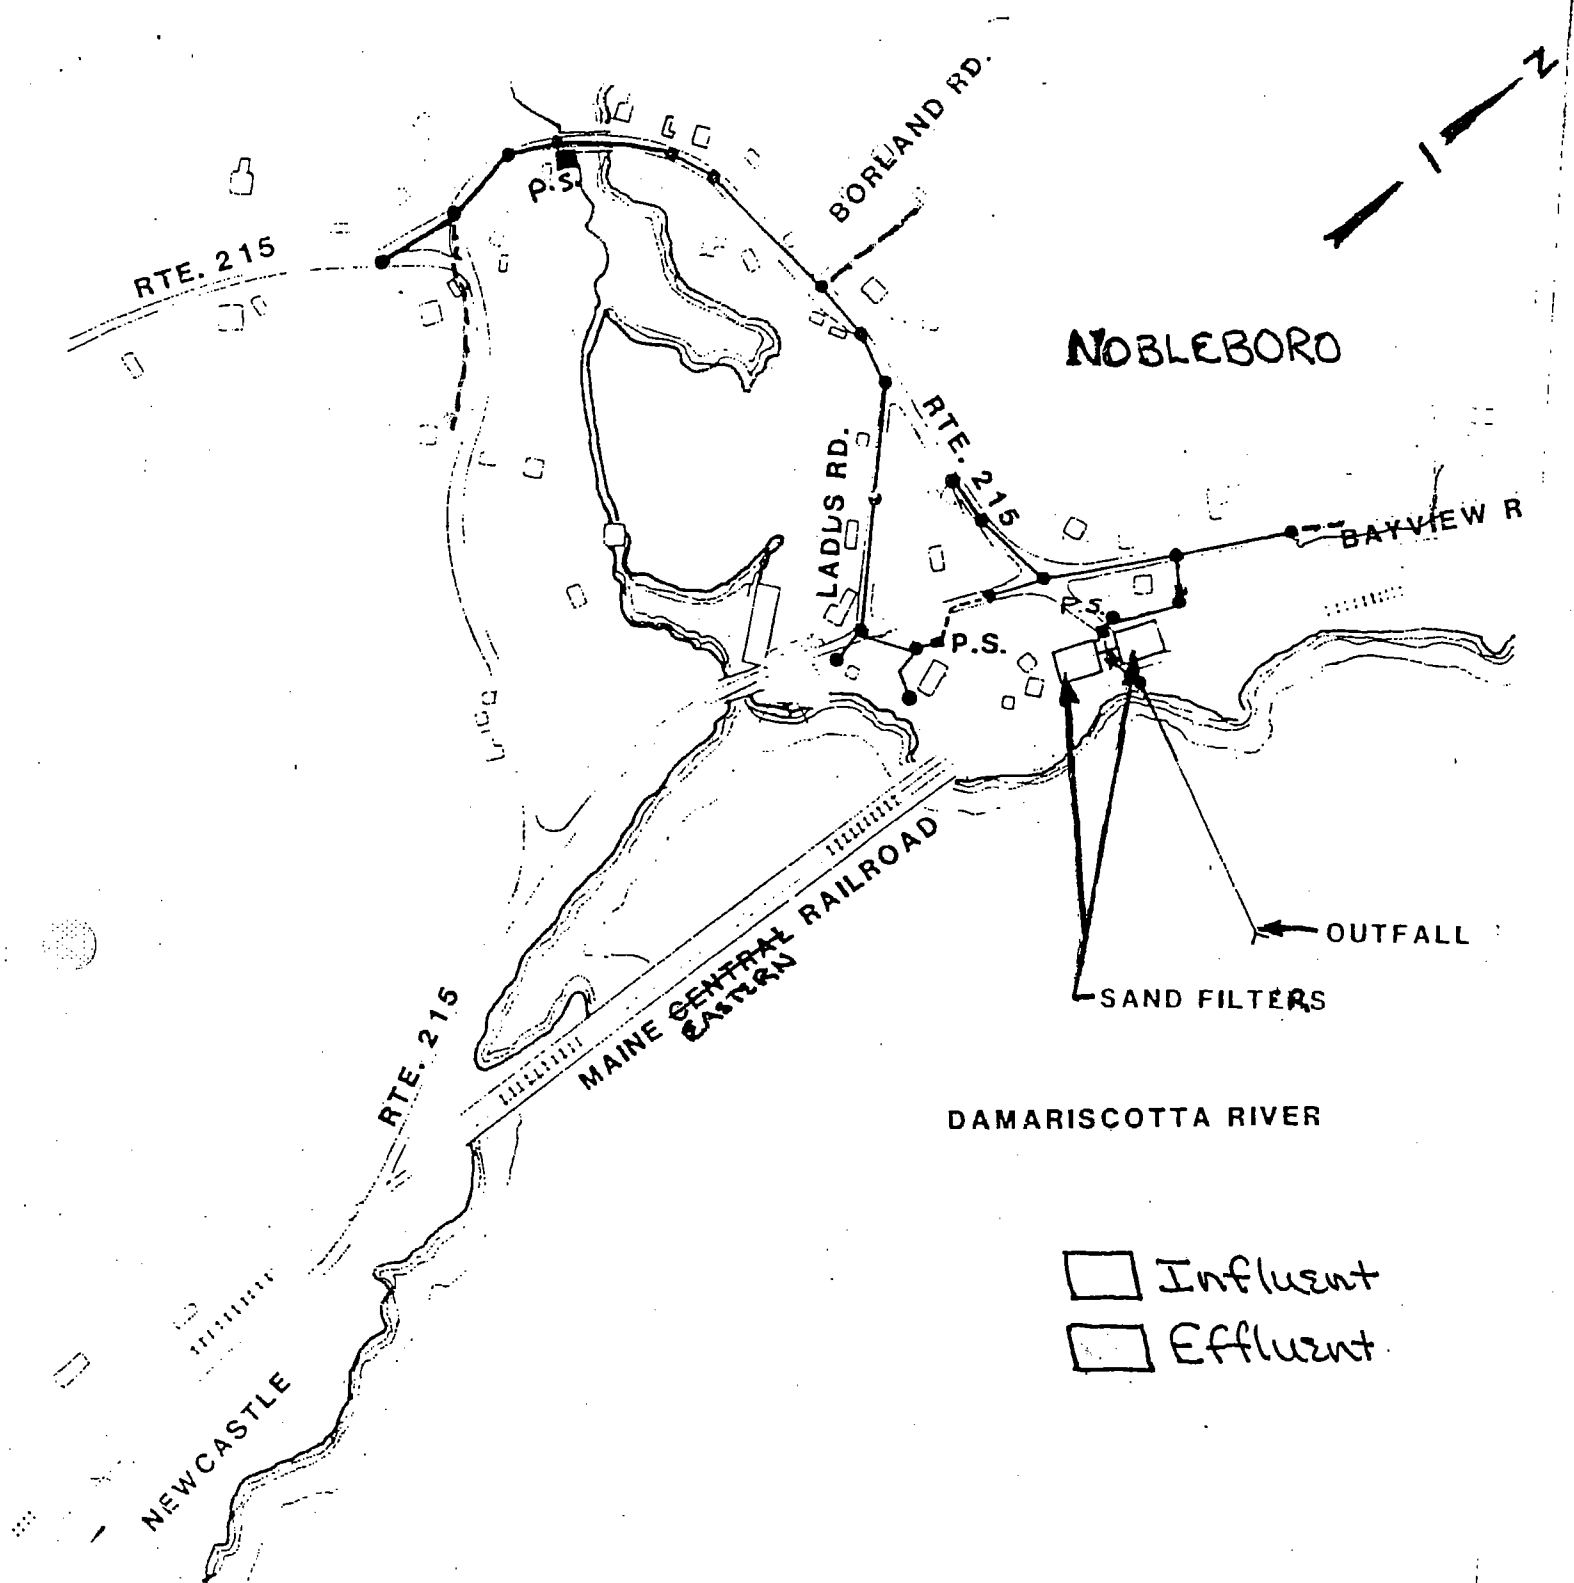 N
BORLAND RD.
P.S.
RTE. 215
NOBLEBORO
RTE. 215
LADDS RD.
BAYVIEW R
P.S.
P.S.
OUTFALL
SAND FILTERS
MAINE CENTRAL RAILROAD
EASTERN
RTE. 215
DAMARISCOTTA RIVER
Influent
Effluent
NEWCASTLE